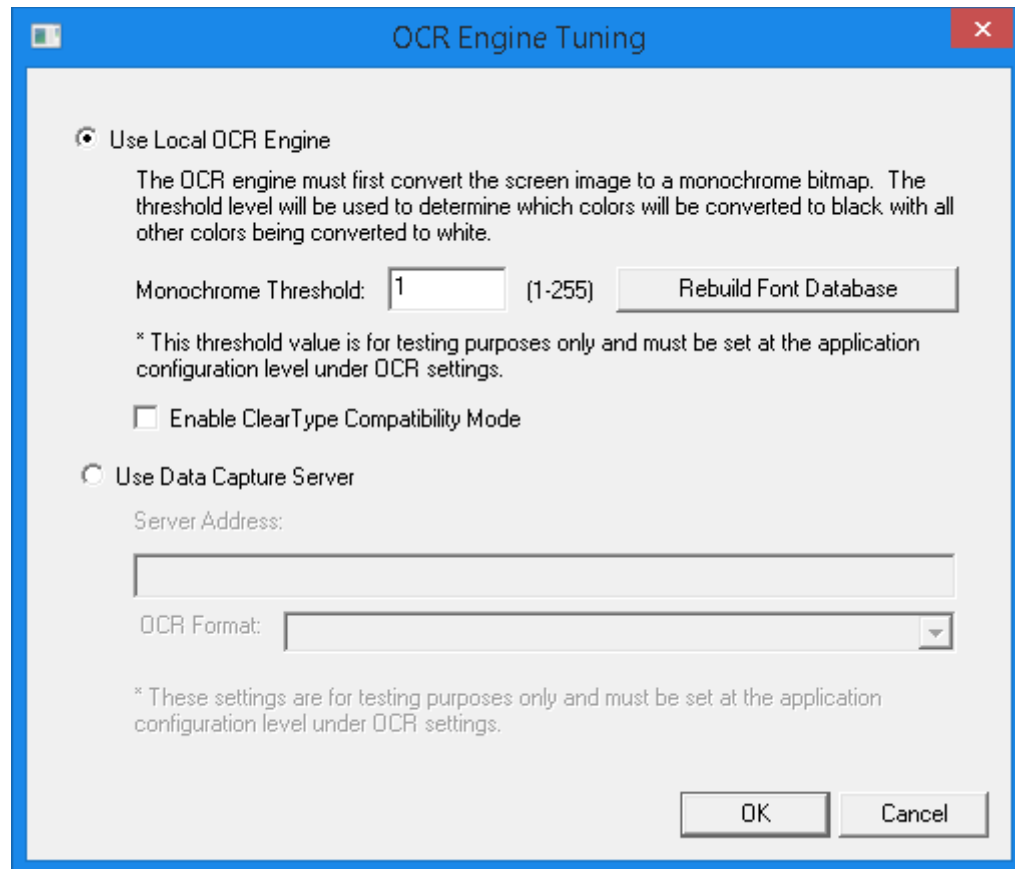 OCR Engine Tuning
Use Local OCR Engine
The OCR engine must first convert the screen image to a monochrome bitmap. The
threshold level will be used to determine which colors will be converted to black with all
other colors being converted to white.
Monochrome Threshold: 1 (1-255) Rebuild Font Database
* This threshold value is for testing purposes only and must be set at the application
configuration level under OCR settings.
Enable ClearType Compatibility Mode
Use Data Capture Server
Server Address:
OCR Format:
* These settings are for testing purposes only and must be set at the application
configuration level under OCR settings.
OK Cancel